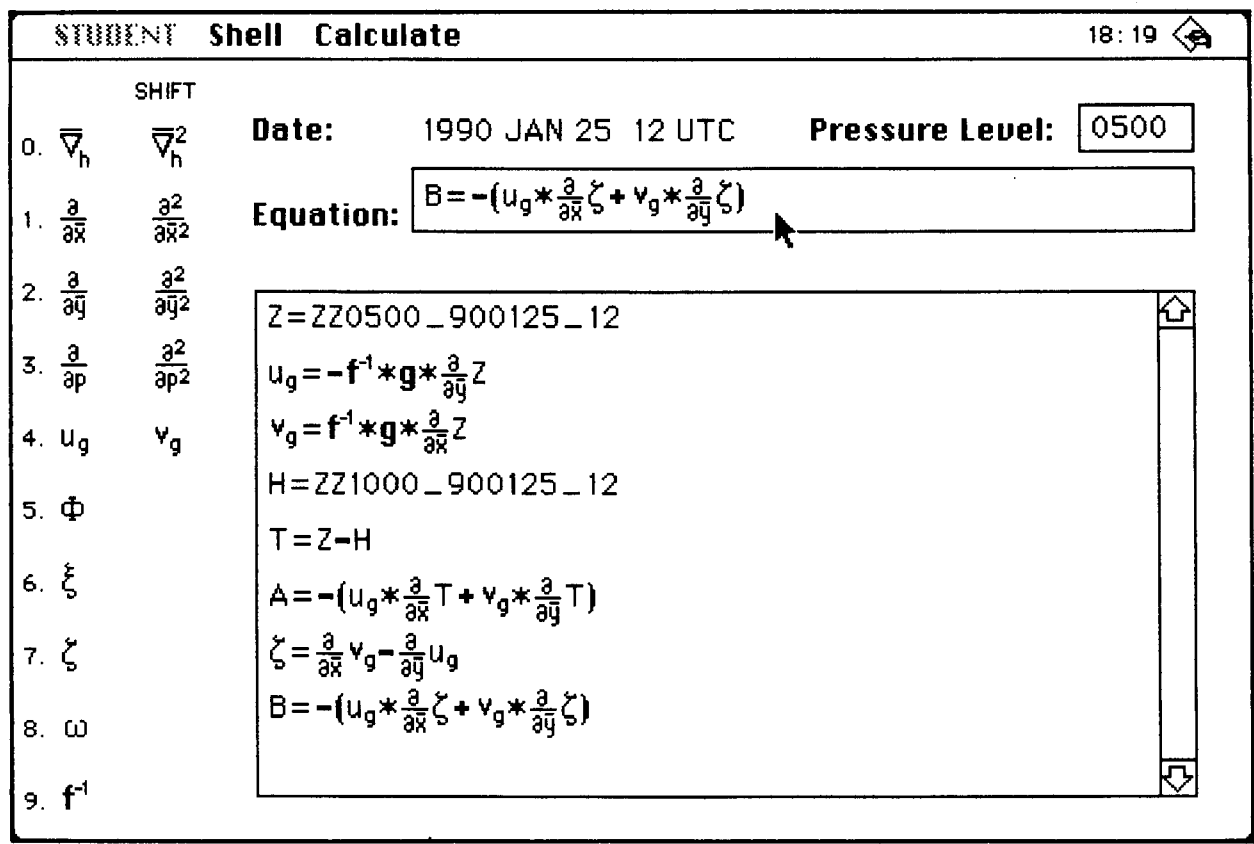 STUDENT Shell Calculate 18:19
SHIFT
0. ∇̄ₕ ∇̄ₕ²
1. ∂/∂x̄ ∂²/∂x̄²
2. ∂/∂ȳ ∂²/∂ȳ²
3. ∂/∂p ∂²/∂p²
4. u_g v_g
5. Φ
6. ξ
7. ζ
8. ω
9. f⁻¹
Date: 1990 JAN 25 12 UTC Pressure Level: 0500
Equation: B=-(u_g*∂/∂x̄ζ+v_g*∂/∂ȳζ)
Z=ZZ0500_900125_12
u_g=-f⁻¹*g*∂/∂ȳZ
v_g=f⁻¹*g*∂/∂x̄Z
H=ZZ1000_900125_12
T=Z-H
A=-(u_g*∂/∂x̄T+v_g*∂/∂ȳT)
ζ=∂/∂x̄v_g-∂/∂ȳu_g
B=-(u_g*∂/∂x̄ζ+v_g*∂/∂ȳζ)